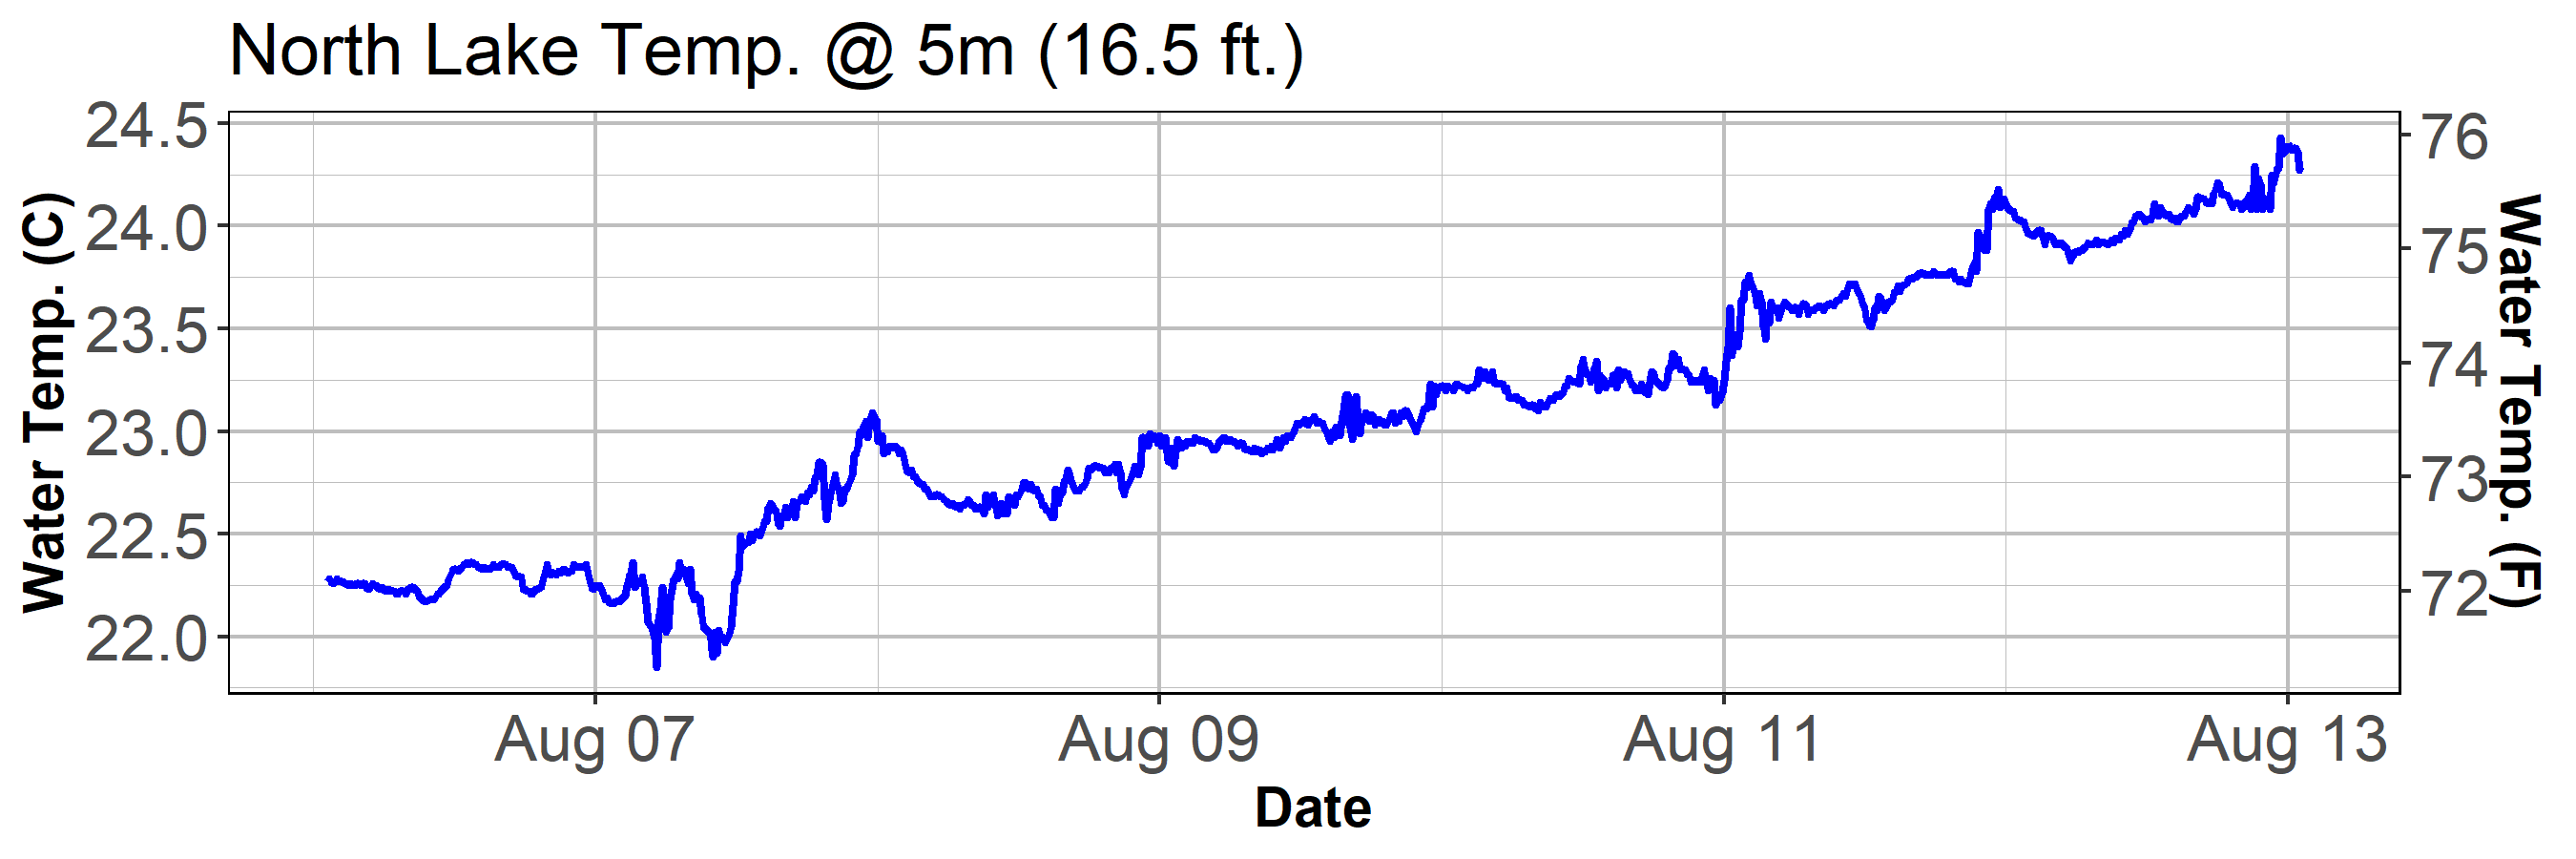 North Lake Temp. @ 5m (16.5 ft.)
Water Temp. (C)
24.5
24.0
23.5
23.0
22.5
22.0
76
75
74
73
72
Water Temp. (F)
Aug 07
Aug 09
Aug 11
Aug 13
Date